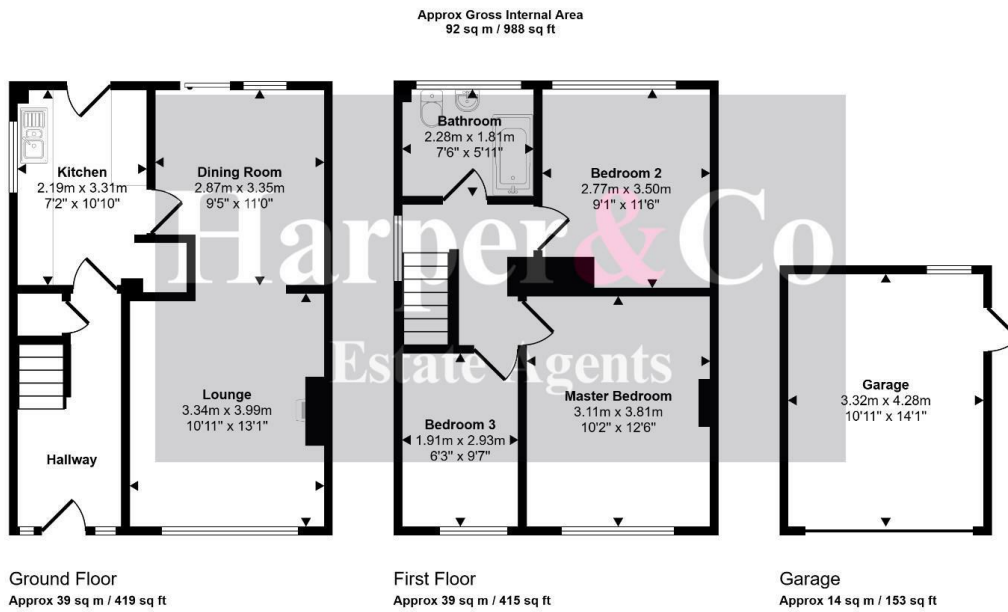 Approx Gross Internal Area
92 sq m / 988 sq ft
Kitchen
2.19m x 3.31m
7'2" x 10'10"
Dining Room
2.87m x 3.35m
9'5" x 11'0"
Lounge
3.34m x 3.99m
10'11" x 13'1"
Hallway
Bathroom
2.28m x 1.81m
7'6" x 5'11"
Bedroom 2
2.77m x 3.50m
9'1" x 11'6"
Bedroom 3
1.91m x 2.93m
6'3" x 9'7"
Master Bedroom
3.11m x 3.81m
10'2" x 12'6"
Garage
3.32m x 4.28m
10'11" x 14'1"
Harper&Co
Estate Agents
Ground Floor
Approx 39 sq m / 419 sq ft
First Floor
Approx 39 sq m / 415 sq ft
Garage
Approx 14 sq m / 153 sq ft